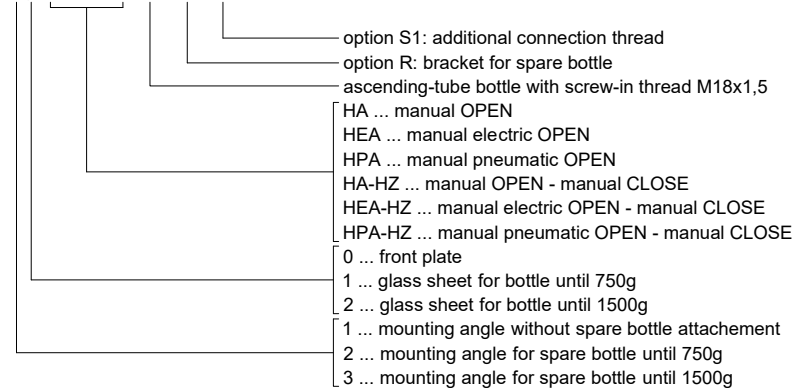 option S1: additional connection thread
option R: bracket for spare bottle
ascending-tube bottle with screw-in thread M18x1,5
HA ... manual OPEN
HEA ... manual electric OPEN
HPA ... manual pneumatic OPEN
HA-HZ ... manual OPEN - manual CLOSE
HEA-HZ ... manual electric OPEN - manual CLOSE
HPA-HZ ... manual pneumatic OPEN - manual CLOSE
0 ... front plate
1 ... glass sheet for bottle until 750g
2 ... glass sheet for bottle until 1500g
1 ... mounting angle without spare bottle attachement
2 ... mounting angle for spare bottle until 750g
3 ... mounting angle for spare bottle until 1500g